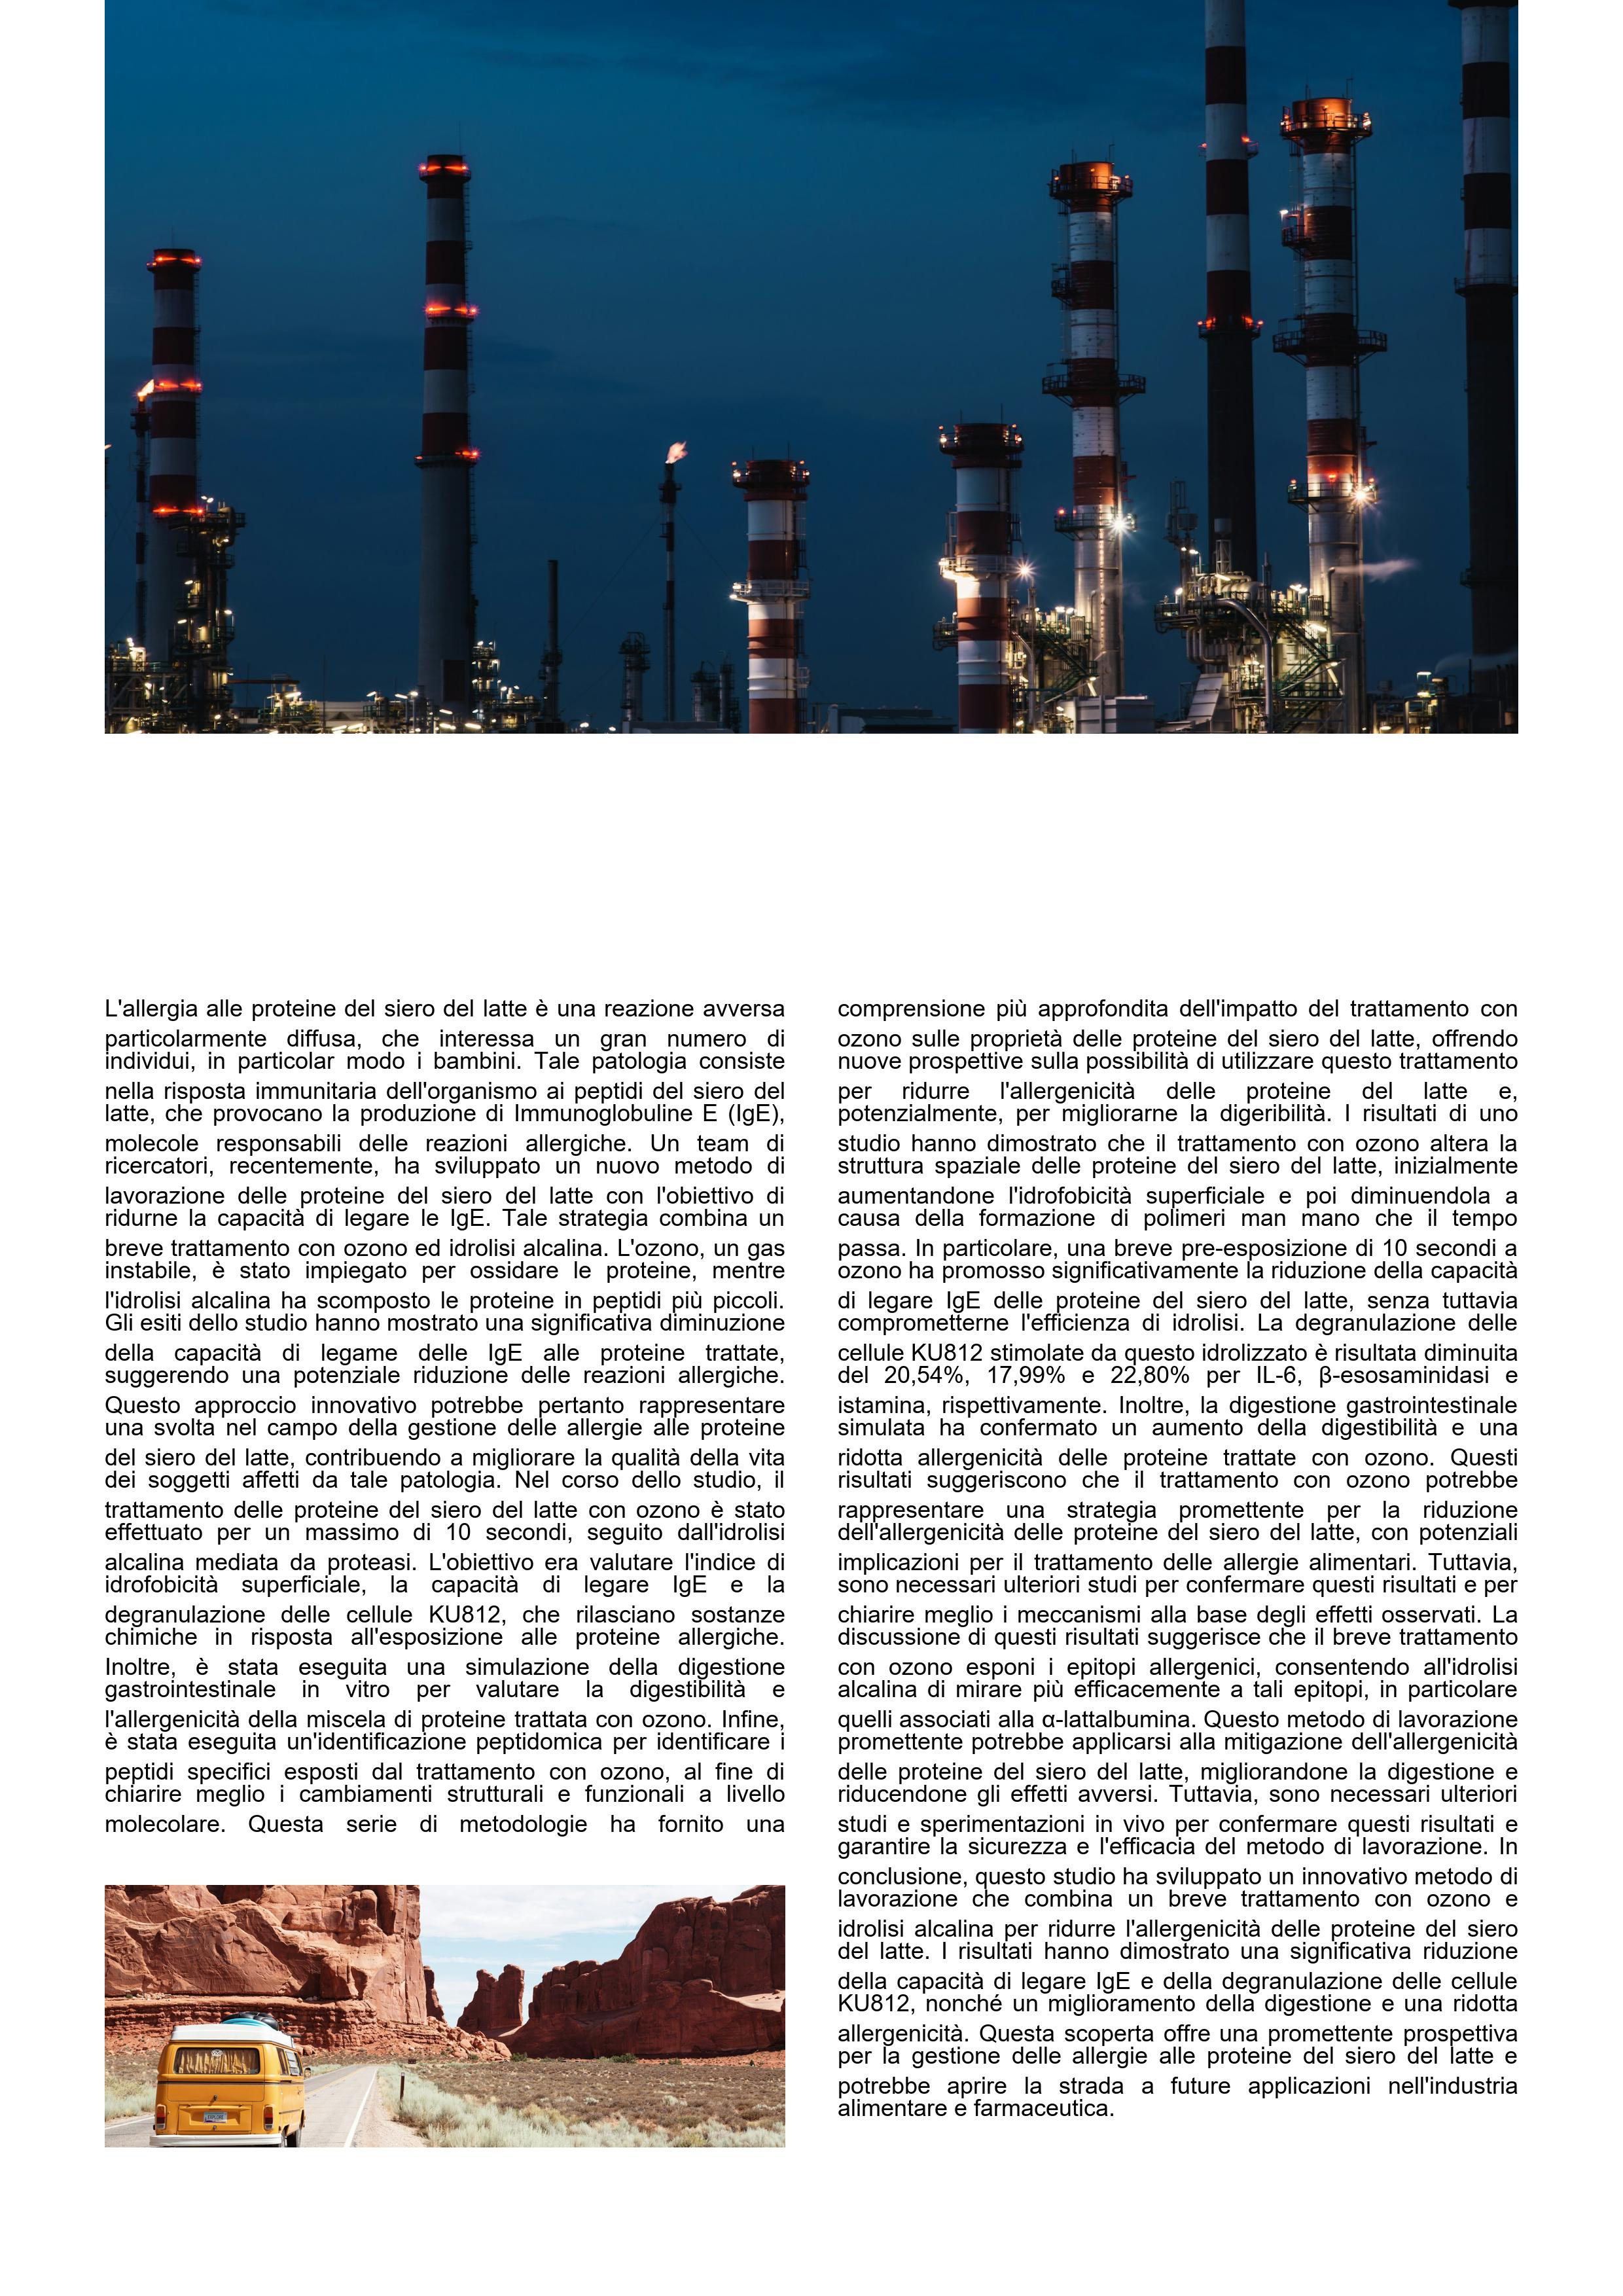 L'allergia alle proteine del siero del latte è una reazione avversa
particolarmente diffusa, che interessa un gran numero di
individui, in particolar modo i bambini. Tale patologia consiste
nella risposta immunitaria dell'organismo ai peptidi del siero del
latte, che provocano la produzione di Immunoglobuline E (IgE),
molecole responsabili delle reazioni allergiche. Un team di
ricercatori, recentemente, ha sviluppato un nuovo metodo di
lavorazione delle proteine del siero del latte con l'obiettivo di
ridurne la capacità di legare le IgE. Tale strategia combina un
breve trattamento con ozono ed idrolisi alcalina. L'ozono, un gas
instabile, è stato impiegato per ossidare le proteine, mentre
l'idrolisi alcalina ha scomposto le proteine in peptidi più piccoli.
Gli esiti dello studio hanno mostrato una significativa diminuzione
della capacità di legame delle IgE alle proteine trattate,
suggerendo una potenziale riduzione delle reazioni allergiche.
Questo approccio innovativo potrebbe pertanto rappresentare
una svolta nel campo della gestione delle allergie alle proteine
del siero del latte, contribuendo a migliorare la qualità della vita
dei soggetti affetti da tale patologia. Nel corso dello studio, il
trattamento delle proteine del siero del latte con ozono è stato
effettuato per un massimo di 10 secondi, seguito dall'idrolisi
alcalina mediata da proteasi. L'obiettivo era valutare l'indice di
idrofobicità superficiale, la capacità di legare IgE e la
degranulazione delle cellule KU812, che rilasciano sostanze
chimiche in risposta all'esposizione alle proteine allergiche.
Inoltre, è stata eseguita una simulazione della digestione
gastrointestinale in vitro per valutare la digestibilità e
l'allergenicità della miscela di proteine trattata con ozono. Infine,
è stata eseguita un'identificazione peptidomica per identificare i
peptidi specifici esposti dal trattamento con ozono, al fine di
chiarire meglio i cambiamenti strutturali e funzionali a livello
molecolare. Questa serie di metodologie ha fornito una
comprensione più approfondita dell'impatto del trattamento con
ozono sulle proprietà delle proteine del siero del latte, offrendo
nuove prospettive sulla possibilità di utilizzare questo trattamento
per ridurre l'allergenicità delle proteine del latte e,
potenzialmente, per migliorarne la digeribilità. I risultati di uno
studio hanno dimostrato che il trattamento con ozono altera la
struttura spaziale delle proteine del siero del latte, inizialmente
aumentandone l'idrofobicità superficiale e poi diminuendola a
causa della formazione di polimeri man mano che il tempo
passa. In particolare, una breve pre-esposizione di 10 secondi a
ozono ha promosso significativamente la riduzione della capacità
di legare IgE delle proteine del siero del latte, senza tuttavia
comprometterne l'efficienza di idrolisi. La degranulazione delle
cellule KU812 stimolate da questo idrolizzato è risultata diminuita
del 20,54%, 17,99% e 22,80% per IL-6, β-esosaminidasi e
istamina, rispettivamente. Inoltre, la digestione gastrointestinale
simulata ha confermato un aumento della digestibilità e una
ridotta allergenicità delle proteine trattate con ozono. Questi
risultati suggeriscono che il trattamento con ozono potrebbe
rappresentare una strategia promettente per la riduzione
dell'allergenicità delle proteine del siero del latte, con potenziali
implicazioni per il trattamento delle allergie alimentari. Tuttavia,
sono necessari ulteriori studi per confermare questi risultati e per
chiarire meglio i meccanismi alla base degli effetti osservati. La
discussione di questi risultati suggerisce che il breve trattamento
con ozono esponi i epitopi allergenici, consentendo all'idrolisi
alcalina di mirare più efficacemente a tali epitopi, in particolare
quelli associati alla α-lattalbumina. Questo metodo di lavorazione
promettente potrebbe applicarsi alla mitigazione dell'allergenicità
delle proteine del siero del latte, migliorandone la digestione e
riducendone gli effetti avversi. Tuttavia, sono necessari ulteriori
studi e sperimentazioni in vivo per confermare questi risultati e
garantire la sicurezza e l'efficacia del metodo di lavorazione. In
conclusione, questo studio ha sviluppato un innovativo metodo di
lavorazione che combina un breve trattamento con ozono e
idrolisi alcalina per ridurre l'allergenicità delle proteine del siero
del latte. I risultati hanno dimostrato una significativa riduzione
della capacità di legare IgE e della degranulazione delle cellule
KU812, nonché un miglioramento della digestione e una ridotta
allergenicità. Questa scoperta offre una promettente prospettiva
per la gestione delle allergie alle proteine del siero del latte e
potrebbe aprire la strada a future applicazioni nell'industria
alimentare e farmaceutica.